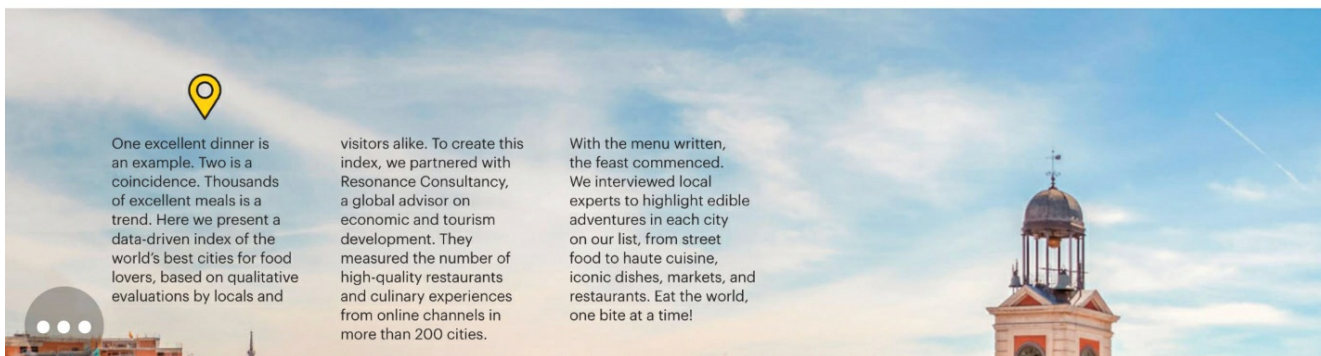 One excellent dinner is
an example. Two is a
coincidence. Thousands
of excellent meals is a
trend. Here we present a
data-driven index of the
world's best cities for food
lovers, based on qualitative
evaluations by locals and
visitors alike. To create this
index, we partnered with
Resonance Consultancy,
a global advisor on
economic and tourism
development. They
measured the number of
high-quality restaurants
and culinary experiences
from online channels in
more than 200 cities.
With the menu written,
the feast commenced.
We interviewed local
experts to highlight edible
adventures in each city
on our list, from street
food to haute cuisine,
iconic dishes, markets, and
restaurants. Eat the world,
one bite at a time!